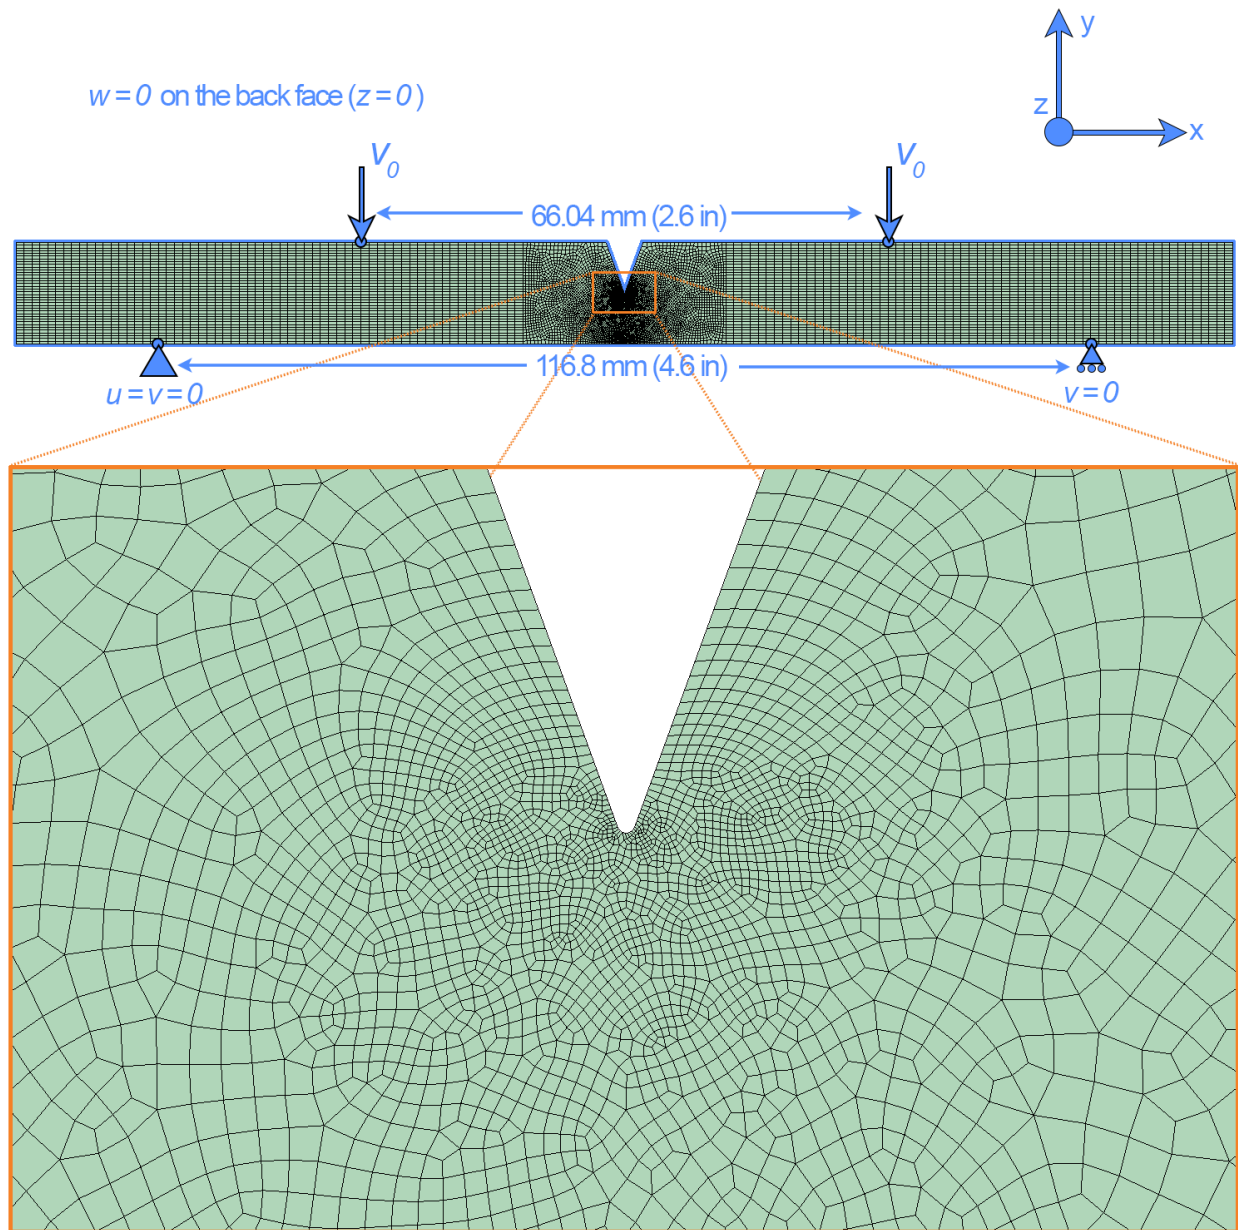 y
w = 0 on the back face (z = 0 )
z
x
V0
V0
66.04 mm (2.6 in)
116.8 mm (4.6 in)
u = v = 0
v = 0